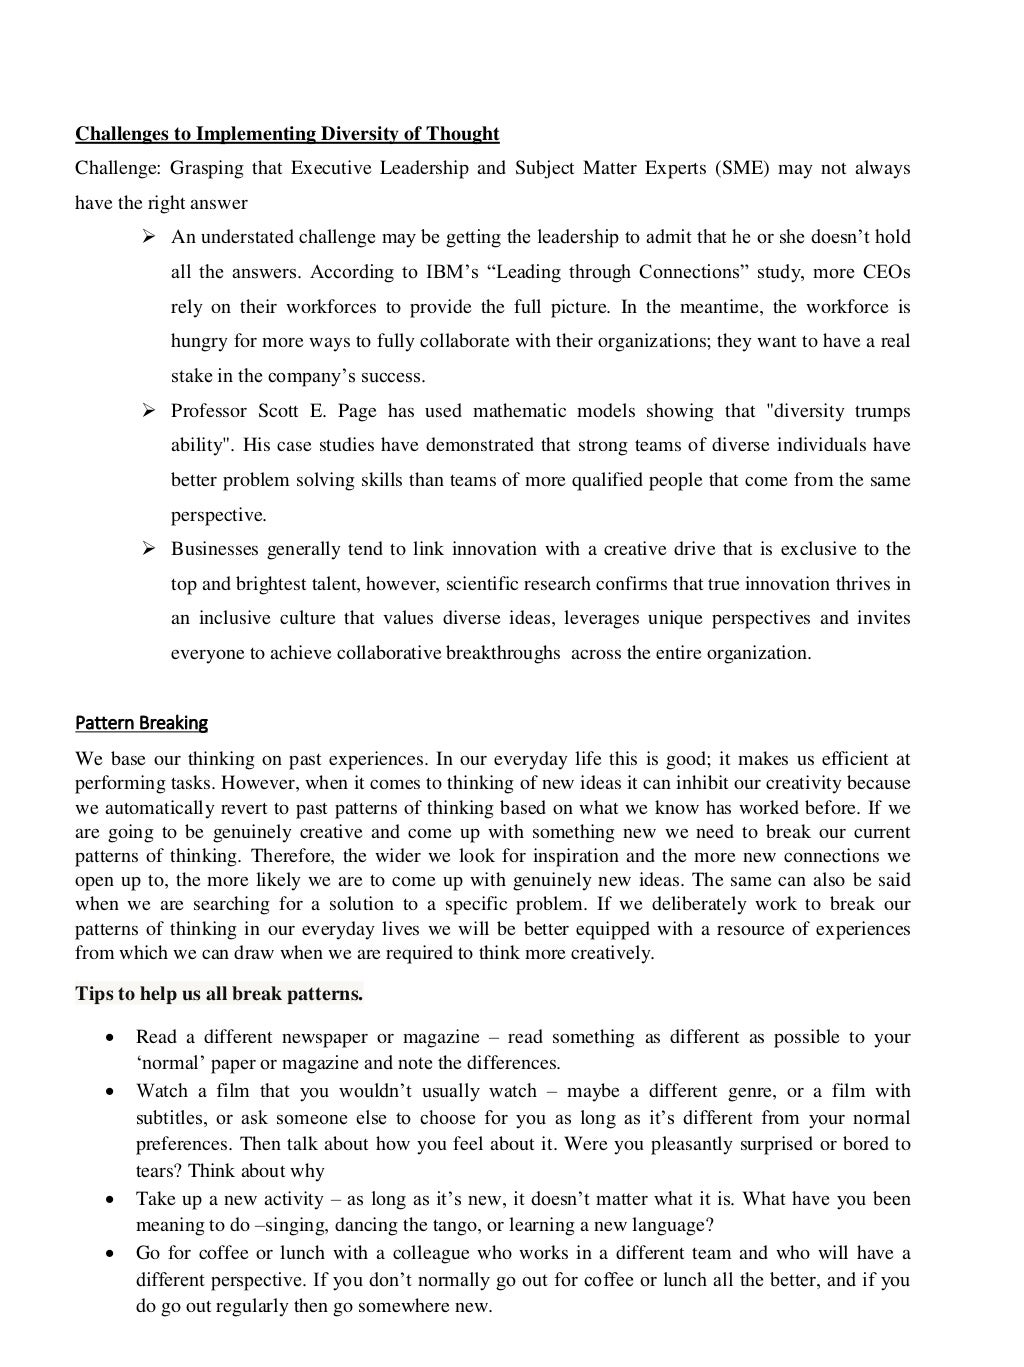 Challenges to Implementing Diversity of Thought
Challenge: Grasping that Executive Leadership and Subject Matter Experts (SME) may not always
have the right answer
➢ An understated challenge may be getting the leadership to admit that he or she doesn’t hold
all the answers. According to IBM’s “Leading through Connections” study, more CEOs
rely on their workforces to provide the full picture. In the meantime, the workforce is
hungry for more ways to fully collaborate with their organizations; they want to have a real
stake in the company’s success.
➢ Professor Scott E. Page has used mathematic models showing that "diversity trumps
ability". His case studies have demonstrated that strong teams of diverse individuals have
better problem solving skills than teams of more qualified people that come from the same
perspective.
➢ Businesses generally tend to link innovation with a creative drive that is exclusive to the
top and brightest talent, however, scientific research confirms that true innovation thrives in
an inclusive culture that values diverse ideas, leverages unique perspectives and invites
everyone to achieve collaborative breakthroughs  across the entire organization.
Pattern Breaking
We base our thinking on past experiences. In our everyday life this is good; it makes us efficient at
performing tasks. However, when it comes to thinking of new ideas it can inhibit our creativity because
we automatically revert to past patterns of thinking based on what we know has worked before. If we
are going to be genuinely creative and come up with something new we need to break our current
patterns of thinking. Therefore, the wider we look for inspiration and the more new connections we
open up to, the more likely we are to come up with genuinely new ideas. The same can also be said
when we are searching for a solution to a specific problem. If we deliberately work to break our
patterns of thinking in our everyday lives we will be better equipped with a resource of experiences
from which we can draw when we are required to think more creatively.
Tips to help us all break patterns.
• Read a different newspaper or magazine – read something as different as possible to your
‘normal’ paper or magazine and note the differences.
• Watch a film that you wouldn’t usually watch – maybe a different genre, or a film with
subtitles, or ask someone else to choose for you as long as it’s different from your normal
preferences. Then talk about how you feel about it. Were you pleasantly surprised or bored to
tears? Think about why
• Take up a new activity – as long as it’s new, it doesn’t matter what it is. What have you been
meaning to do –singing, dancing the tango, or learning a new language?
• Go for coffee or lunch with a colleague who works in a different team and who will have a
different perspective. If you don’t normally go out for coffee or lunch all the better, and if you
do go out regularly then go somewhere new.